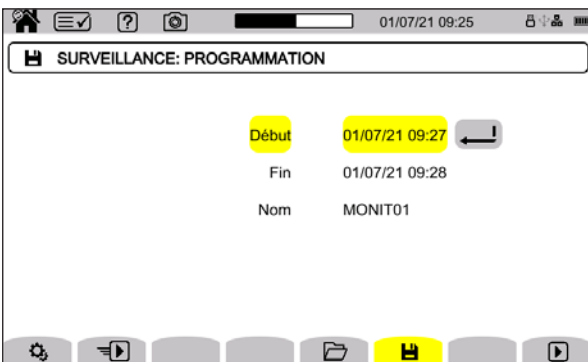 01/07/21 09:25
SURVEILLANCE: PROGRAMMATION
Début 01/07/21 09:27
Fin 01/07/21 09:28
Nom MONIT01